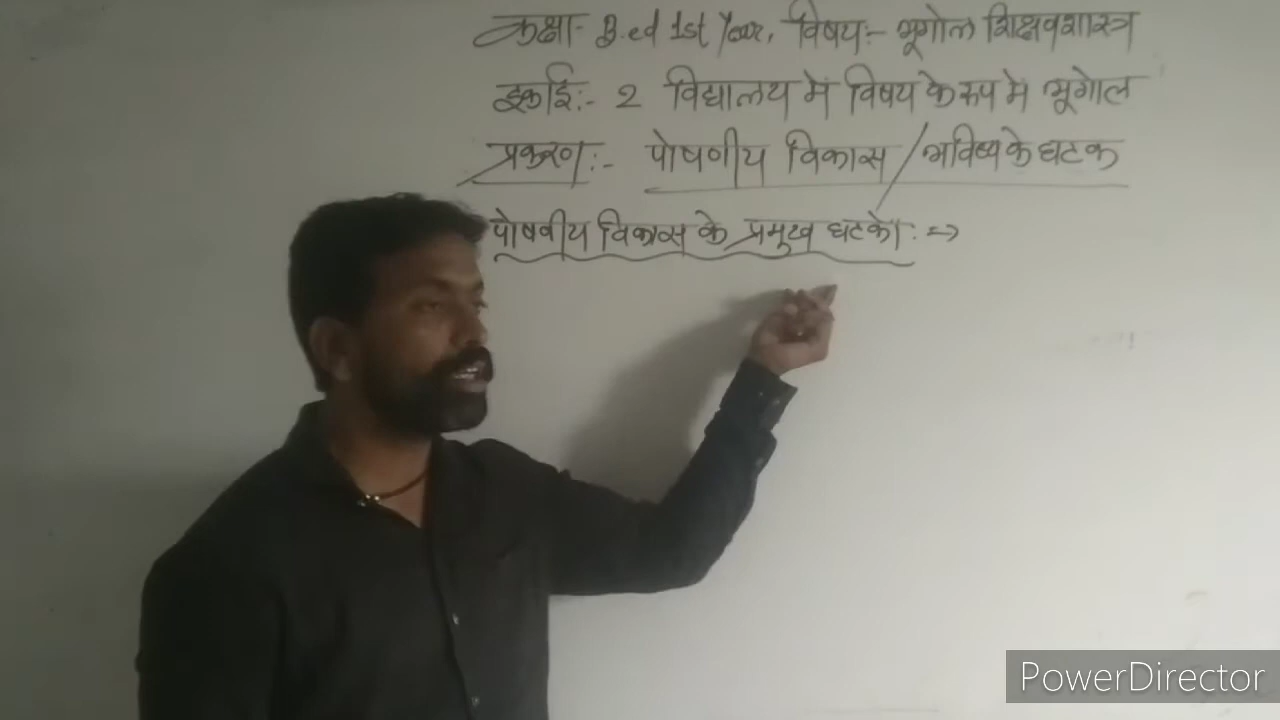 कक्षा- B.ed 1st Year, विषय:- भूगोल शिक्षणशास्त्र
इकाई:- 2 विद्यालय में विषय के रूप में भूगोल
प्रकरण:- पोषणीय विकास / भविष्य के घटक
पोषणीय विकास के प्रमुख घटको :=>
PowerDirector